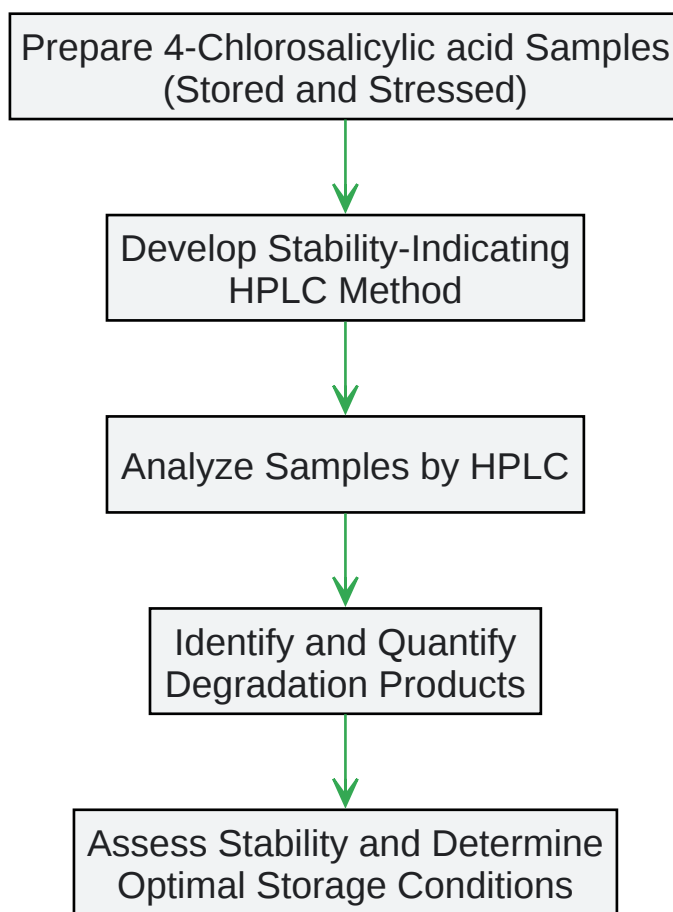 Prepare 4-Chlorosalicylic acid Samples
(Stored and Stressed)
Develop Stability-Indicating
HPLC Method
Analyze Samples by HPLC
Identify and Quantify
Degradation Products
Assess Stability and Determine
Optimal Storage Conditions